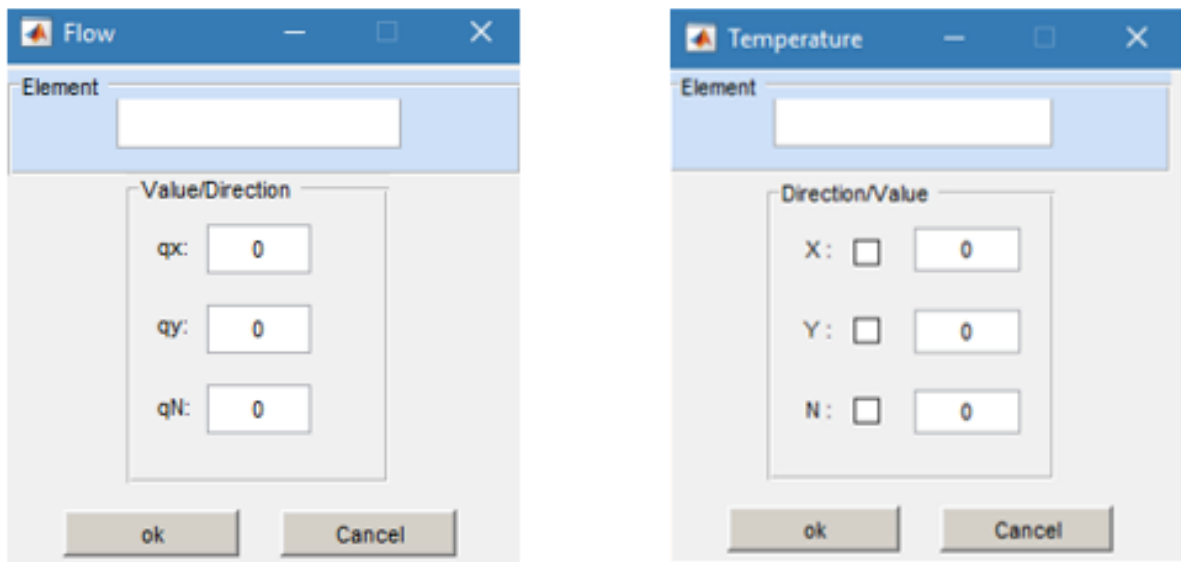 Flow
Element
Value/Direction
qx: 0
qy: 0
qN: 0
ok Cancel
Temperature
Element
Direction/Value
X : 0
Y : 0
N : 0
ok Cancel